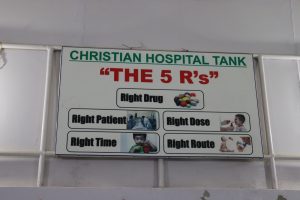 CHRISTIAN HOSPITAL TANK
“THE 5 R's”
Right Drug
Right Patient
Right Dose
Right Time
Right Route